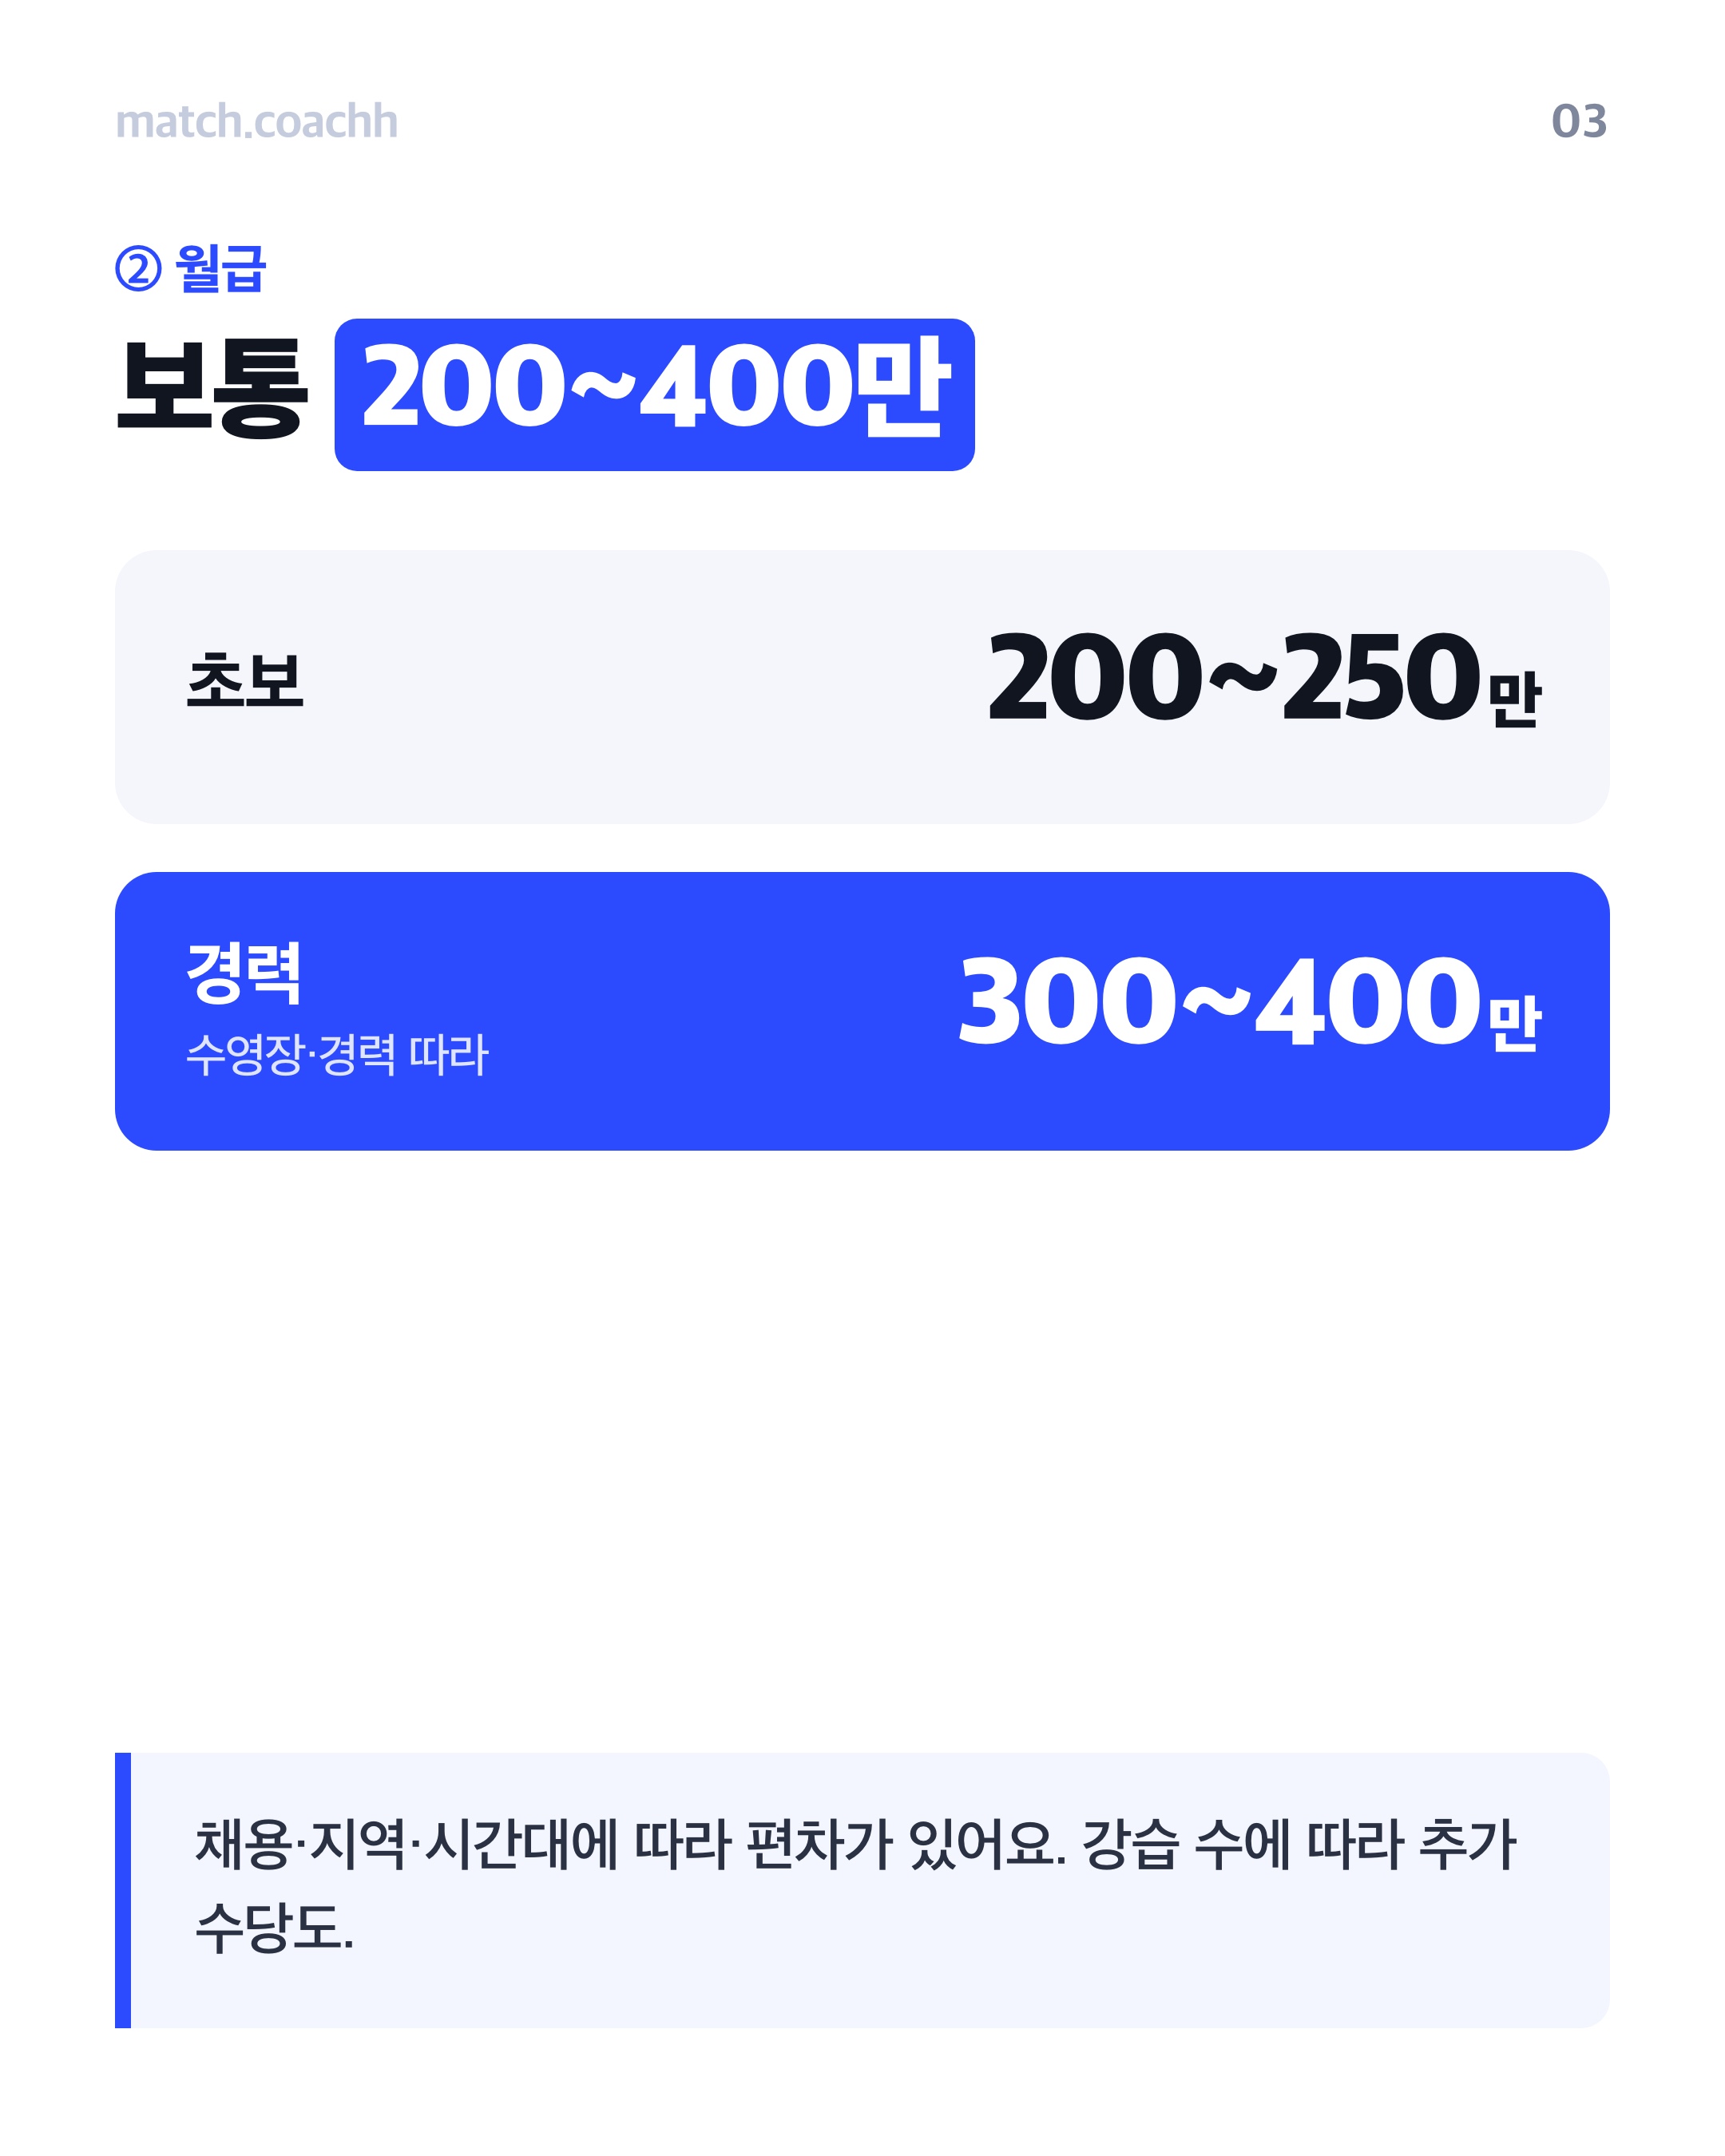 match.coachh
03
② 월급
보통 200~400만
초보
200~250만
경력
수영장·경력 따라
300~400만
채용·지역·시간대에 따라 편차가 있어요. 강습 수에 따른 추가
수당도.